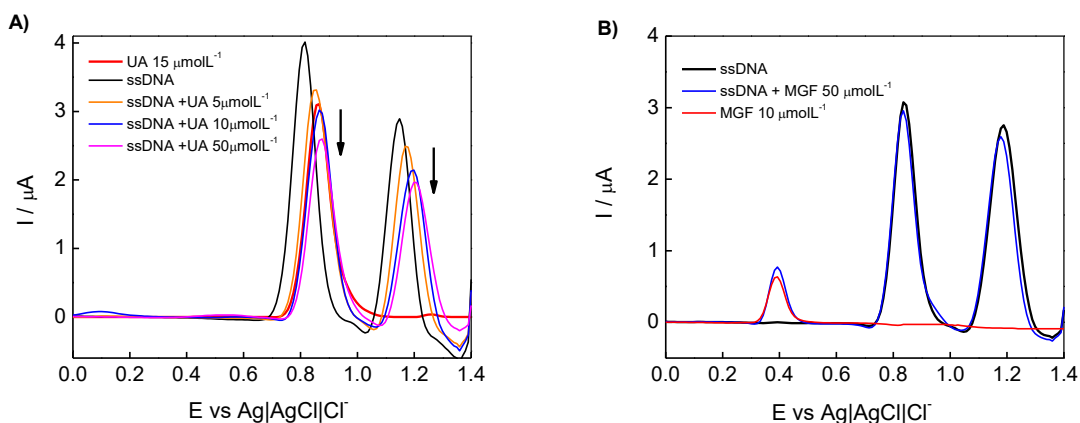 A)
4
3
2
1
0
I / μA
UA 15 μmolL⁻¹
ssDNA
ssDNA +UA 5μmolL⁻¹
ssDNA +UA 10μmolL⁻¹
ssDNA +UA 50μmolL⁻¹
0.0 0.2 0.4 0.6 0.8 1.0 1.2 1.4
E vs Ag|AgCl|Cl⁻
B)
4
3
2
1
0
I / μA
ssDNA
ssDNA + MGF 50 μmolL⁻¹
MGF 10 μmolL⁻¹
0.0 0.2 0.4 0.6 0.8 1.0 1.2 1.4
E vs Ag|AgCl|Cl⁻